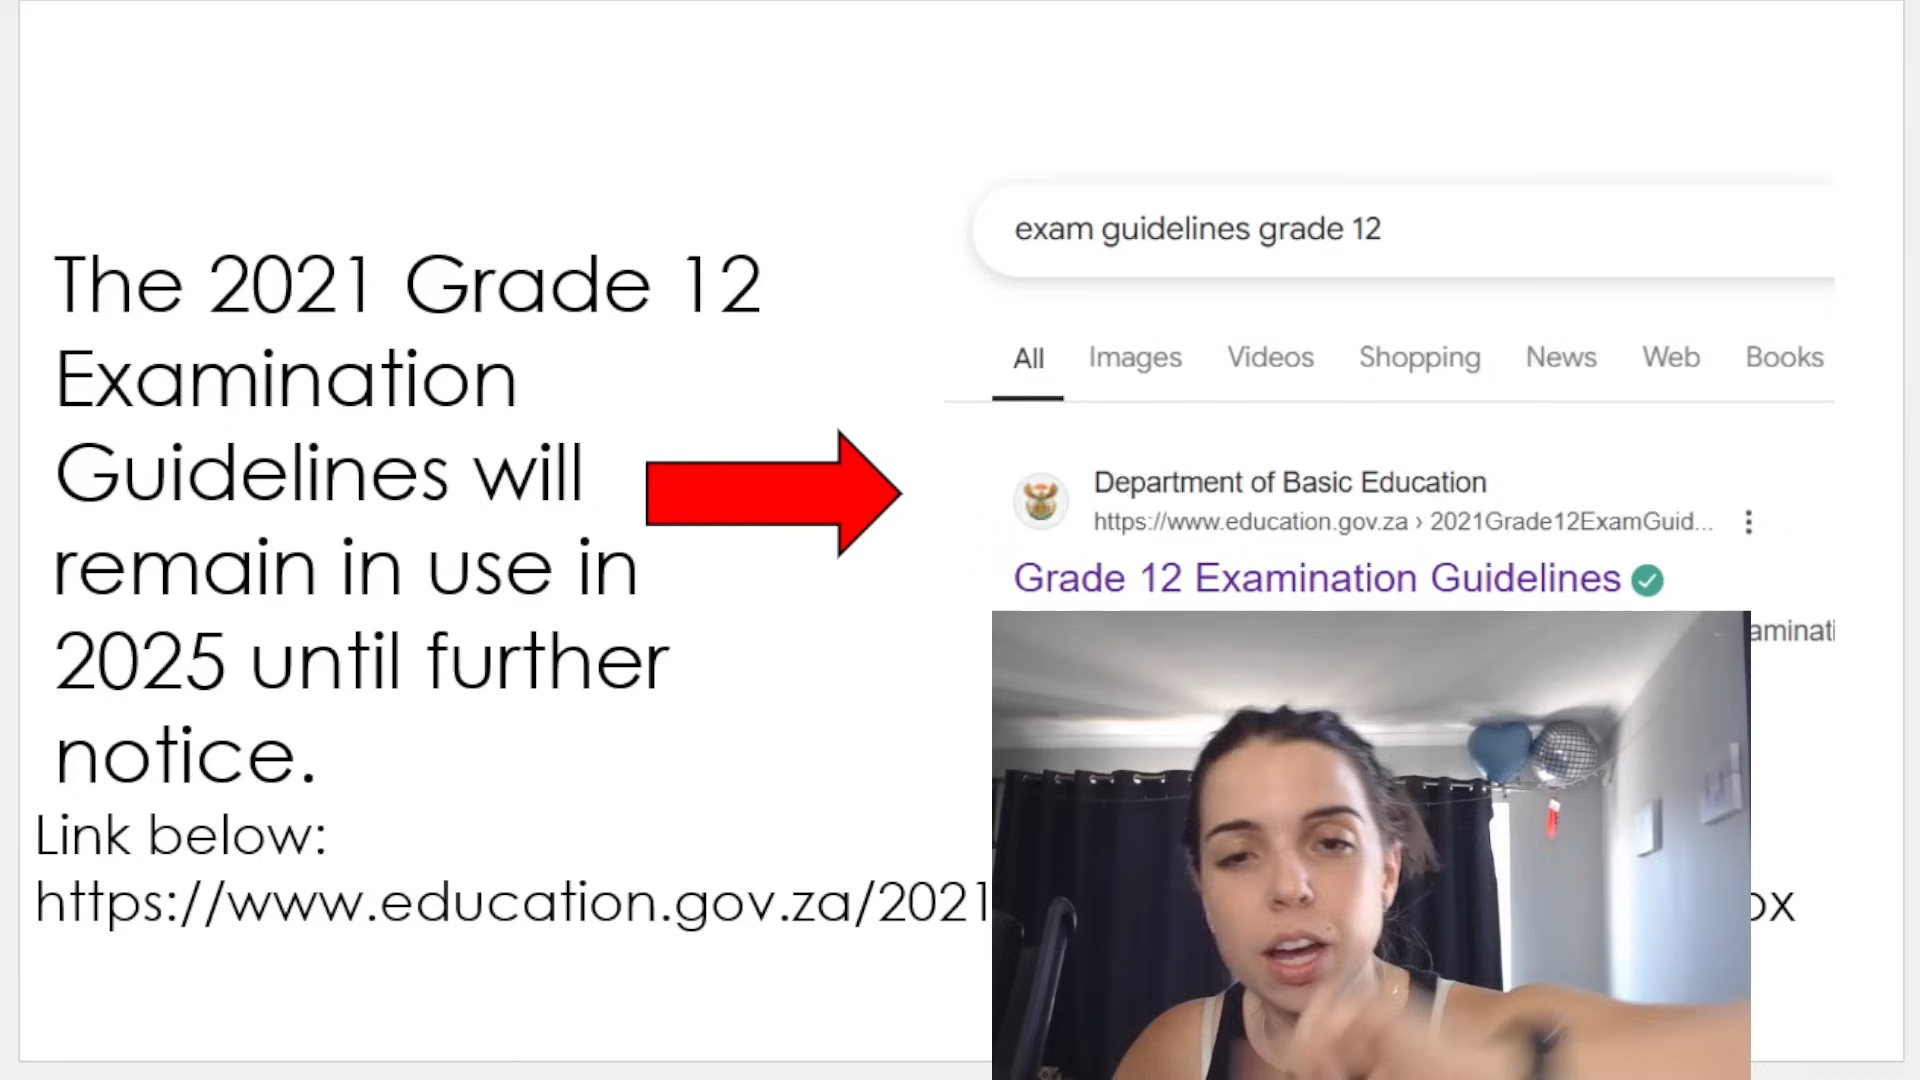 The 2021 Grade 12
Examination
Guidelines will
remain in use in
2025 until further
notice.
Link below:
https://www.education.gov.za/2021
exam guidelines grade 12
All Images Videos Shopping News Web Books
Department of Basic Education
https://www.education.gov.za › 2021Grade12ExamGuid...
Grade 12 Examination Guidelines